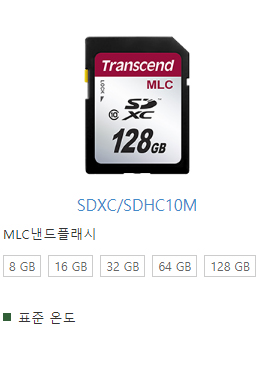 Transcend
MLC
LOCK
SD XC
10
128GB
SDXC/SDHC10M
MLC낸드플래시
8 GB 16 GB 32 GB 64 GB 128 GB
표준 온도